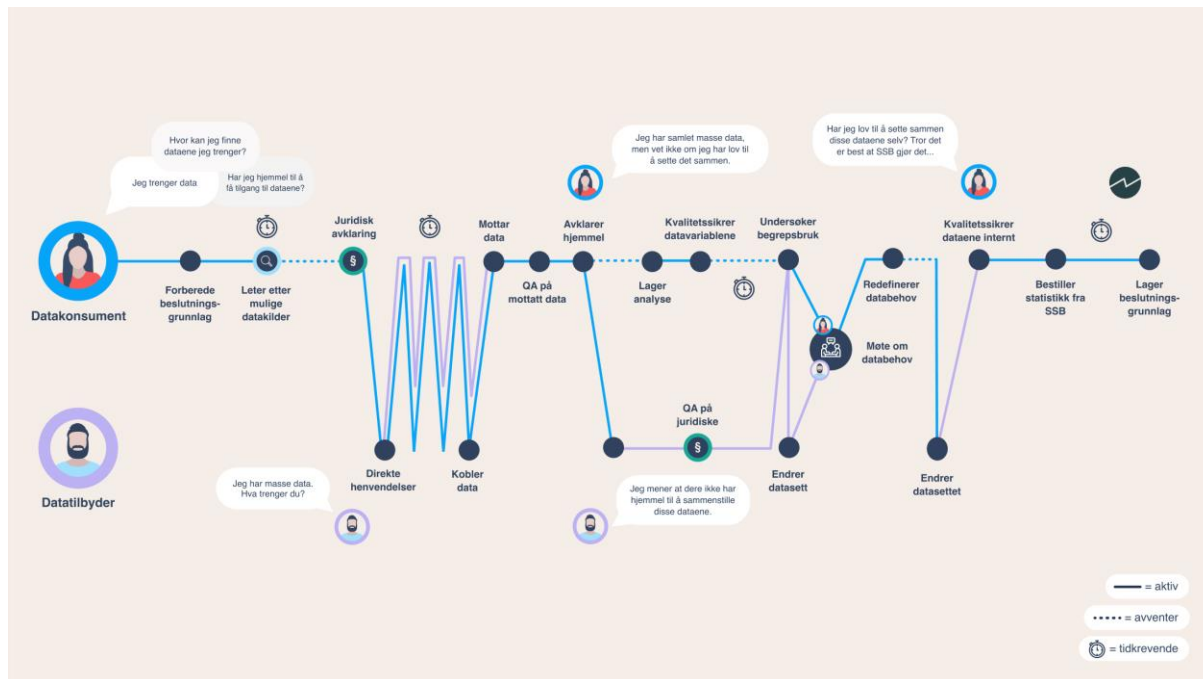 Hvor kan jeg finne
dataene jeg trenger?
Jeg trenger data
Har jeg hjemmel til å
få tilgang til dataene?
Jeg har samlet masse data,
men vet ikke om jeg har lov til
å sette det sammen.
Har jeg lov til å sette sammen
disse dataene selv? Tror det
er best at SSB gjør det...
Juridisk
avklaring
§
Mottar
data
Avklarer
hjemmel
Kvalitetssikrer
datavariablene
Undersøker
begrepsbruk
Kvalitetssikrer
dataene internt
Datakonsument
Forberede
beslutnings-
grunnlag
Leter etter
mulige
datakilder
QA på
mottatt data
Lager
analyse
Redefinerer
databehov
Bestiller
statistikk fra
SSB
Lager
beslutnings-
grunnlag
Møte om
databehov
QA på
juridiske
§
Datatilbyder
Direkte
henvendelser
Kobler
data
Endrer
datasett
Endrer
datasettet
Jeg har masse data.
Hva trenger du?
Jeg mener at dere ikke har
hjemmel til å sammenstille
disse dataene.
= aktiv
= avventer
= tidkrevende